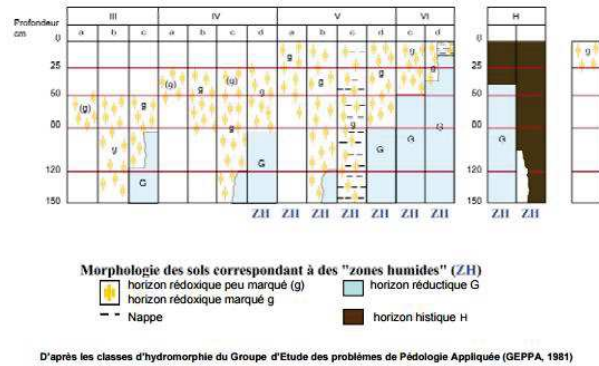 Profondeur
cm
III IV V VI H
a b c a b c d a b c d c d
0
25
60
80
120
150
(g) g g G (g) g (g) g g G g g g G g G g G g G G
g
ZH ZH ZH ZH ZH ZH ZH ZH ZH
Morphologie des sols correspondant à des "zones humides" (ZH)
horizon rédoxique peu marqué (g)
horizon rédoxique marqué g
Nappe
horizon réductique G
horizon histique H
D'après les classes d'hydromorphie du Groupe d'Etude des problèmes de Pédologie Appliquée (GEPPA, 1981)